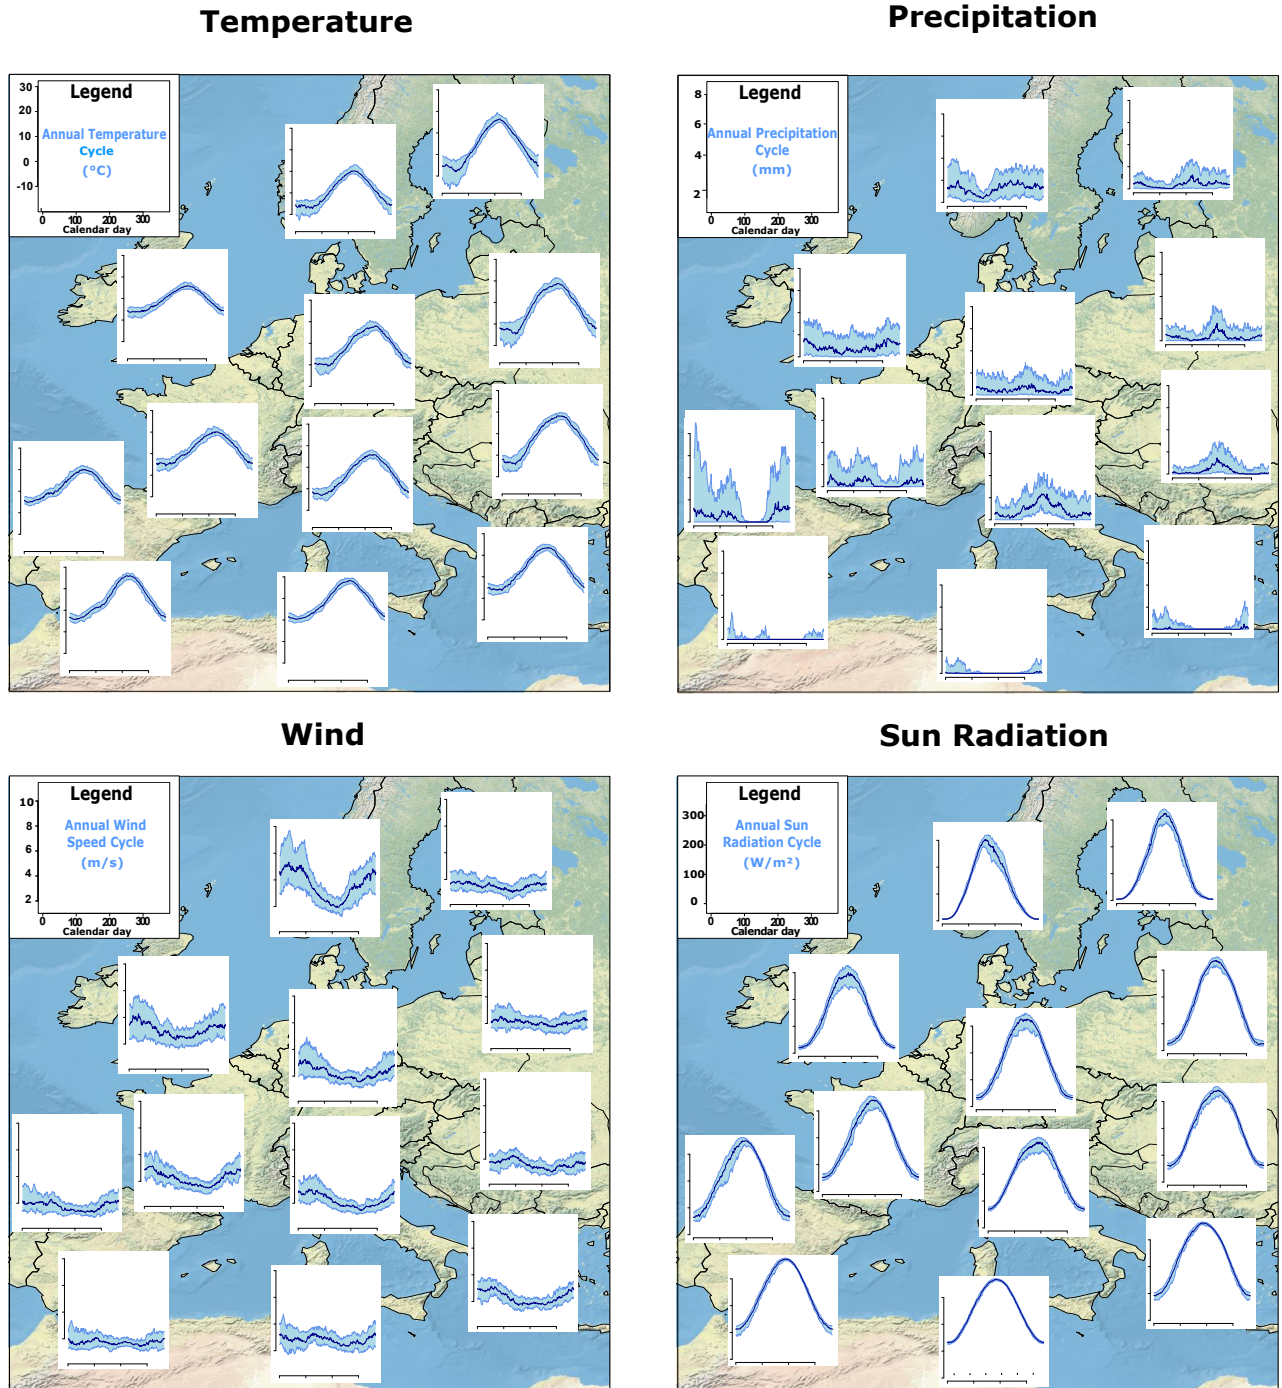 Temperature
Precipitation
Legend
30
20
10
0
-10
Annual Temperature
Cycle
(°C)
0 100 200 300
Calendar day
Legend
8
6
4
2
Annual Precipitation
Cycle
(mm)
0 100 200 300
Calendar day
Wind
Sun Radiation
Legend
10
8
6
4
2
Annual Wind
Speed Cycle
(m/s)
0 100 200 300
Calendar day
Legend
300
200
100
0
Annual Sun
Radiation Cycle
(W/m²)
0 100 200 300
Calendar day